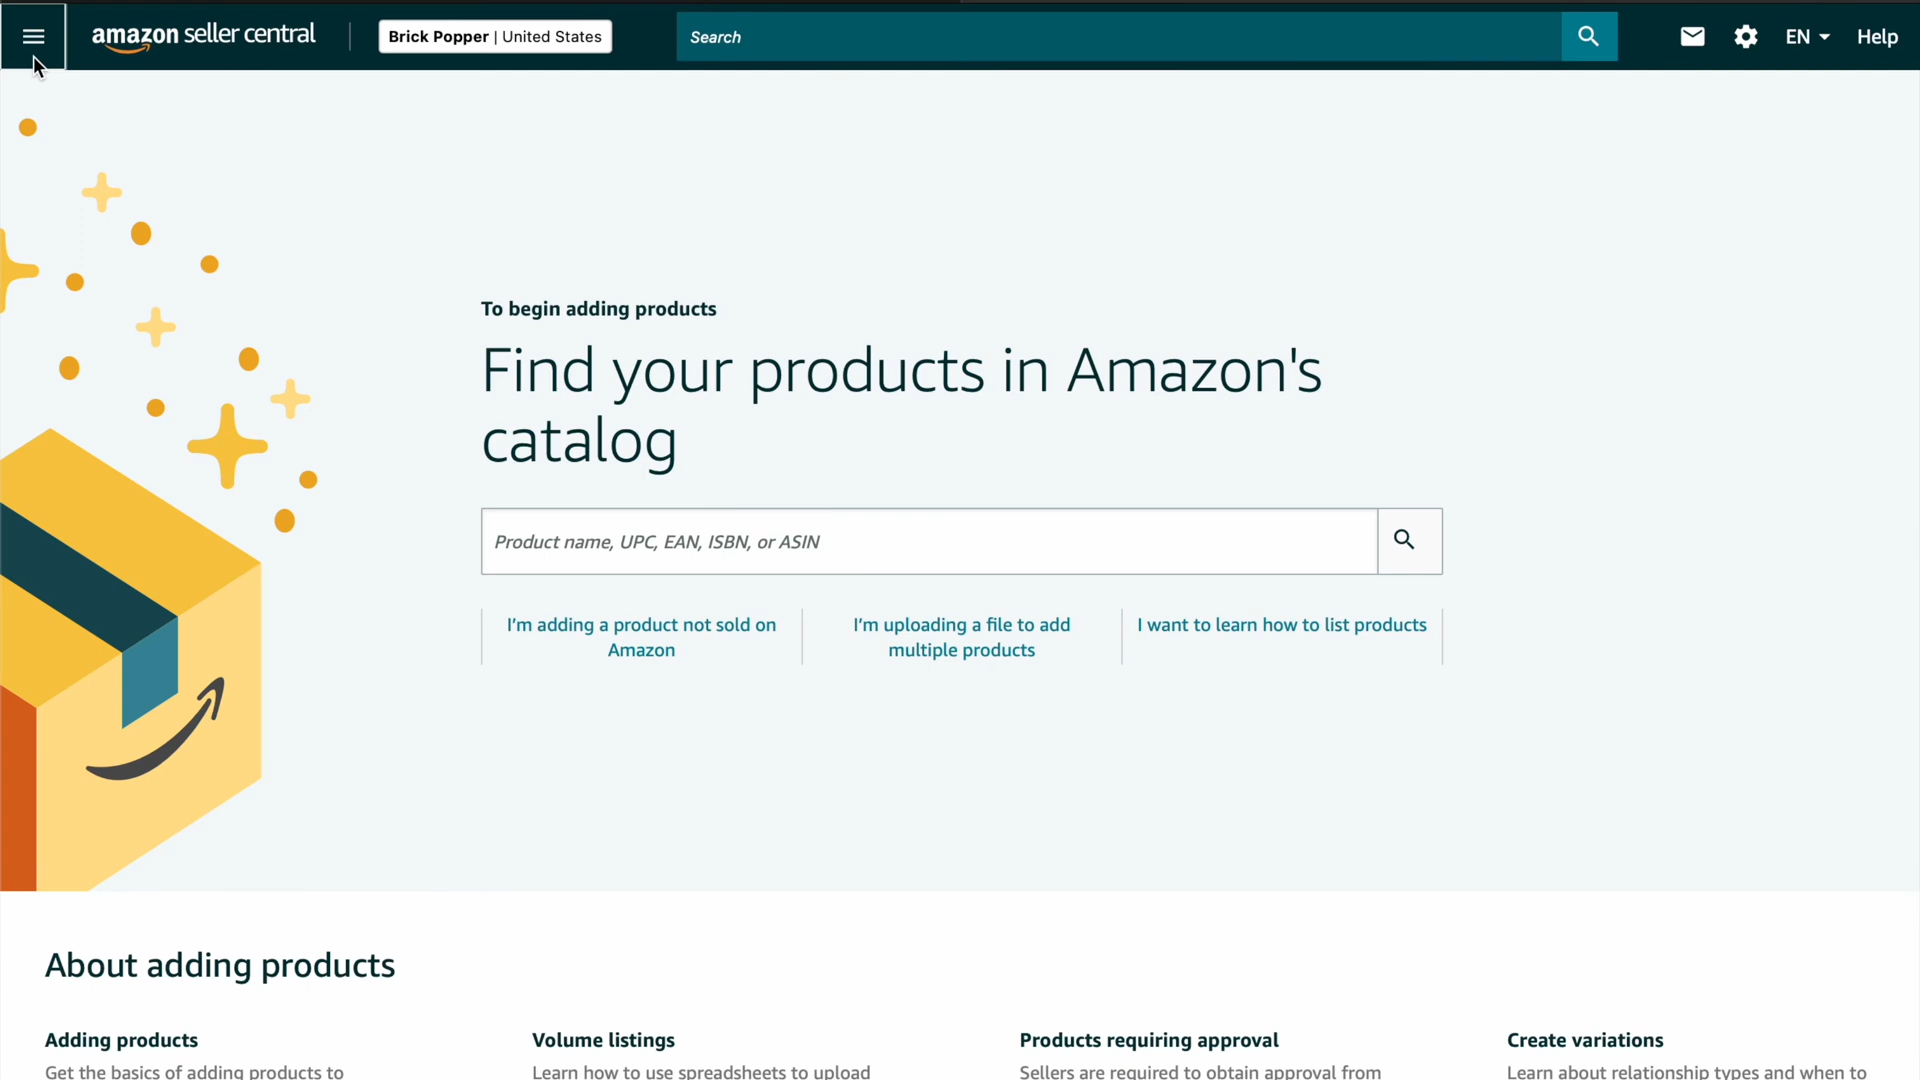 amazon seller central
Brick Popper | United States
Search
EN
Help
To begin adding products
Find your products in Amazon's
catalog
Product name, UPC, EAN, ISBN, or ASIN
I'm adding a product not sold on
Amazon
I'm uploading a file to add
multiple products
I want to learn how to list products
About adding products
Adding products
Get the basics of adding products to
Volume listings
Learn how to use spreadsheets to upload
Products requiring approval
Sellers are required to obtain approval from
Create variations
Learn about relationship types and when to